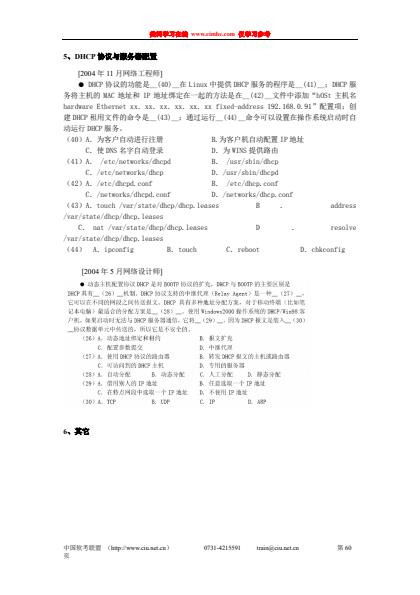 我们学习在线 www.cimhe.com 仅学习参考
5、DHCP 协议与服务器配置
[2004 年 11 月网络工程师]
● DHCP 协议的功能是__(40)__在 Linux 中提供 DHCP 服务的程序是__(41)__；DHCP 服
务将主机的 MAC 地址和 IP 地址绑定在一起的方法是在__(42)__文件中添加"hOSt 主机名
hardware Ethernet xx. xx. xx. xx. xx. xx fixed-address 192.168.0.91"配置项；创
建 DHCP 租用文件的命令是__(43)__；通过运行__(44)__命令可以设置在操作系统启动时自
动运行 DHCP 服务。
(40)A. 为客户自动进行注册 B.为客户机自动配置 IP 地址
C. 使 DNS 名字自动登录 D. 为 WINS 提供路由
(41)A. /etc/networks/dhcpd B. /usr/sbin/dhcp
C. /etc/networks/dhcp D. /usr/sbin/dhcpd
(42)A. /etc/dhcpd.conf B. /etc/dhcp.conf
C. /networks/dhcpd.conf D. /networks/dhcp.conf
(43)A. touch /var/state/dhcp/dhcp.leases B . address
/var/state/dhcp/dhcp.leases
C. nat /var/state/dhcp/dhcp.leases D . resolve
/var/state/dhcp/dhcp.leases
(44) A. ipconfig B. touch C. reboot D. chkconfig
[2004 年 5 月网络设计师]
● 动态主机配置协议 DHCP 是对 BOOTP 协议的扩充，DHCP 与 BOOTP 的主要区别是
DHCP 具有__(26)__机制。DHCP 协议支持的中继代理（Relay Agent）是一种__(27)__，
它可以在不同的网段之间传送报文。DHCP 具有多种地址分配方案，对于移动终端（比如笔
记本电脑）最适合的分配方案是__(28)__。使用 Windows2000 操作系统的 DHCP/Win98 客
户机，如果启动时无法与 DHCP 服务器通信，它将__(29)__。因为 DHCP 报文是装入__(30)
__协议数据单元中传送的，所以它是不安全的。
(26)A. 动态地址绑定和租约 B. 报文扩充
C. 配置参数提交 D. 中继代理
(27)A. 使用 DHCP 协议的路由器 B. 转发 DHCP 报文的主机或路由器
C. 可访问到的 DHCP 主机 D. 专用的服务器
(28)A. 自动分配 B. 动态分配 C. 人工分配 D. 静态分配
(29)A. 借用别人的 IP 地址 B. 任意选取一个 IP 地址
C. 在特点网段中选取一个 IP 地址 D. 不使用 IP 地址
(30)A. TCP B. UDP C. IP D. ARP
6、其它
中国软考联盟 （http://www.ciu.net.cn） 0731-4215591 train@ciu.net.cn 第 60
页